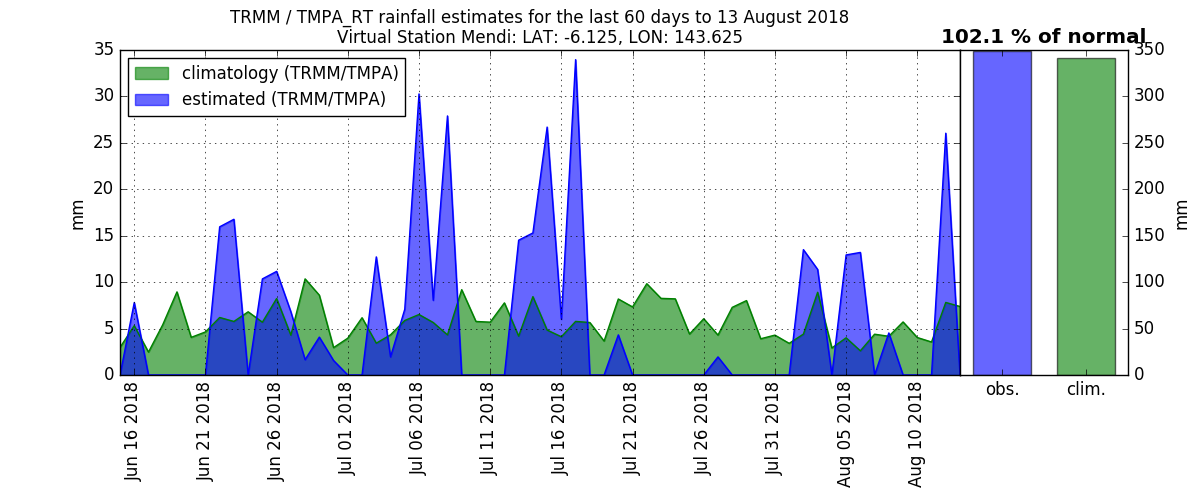 TRMM / TMPA_RT rainfall estimates for the last 60 days to 13 August 2018
Virtual Station Mendi: LAT: -6.125, LON: 143.625
102.1 % of normal
climatology (TRMM/TMPA)
estimated (TRMM/TMPA)
35
30
25
20
15
10
5
0
mm
350
300
250
200
150
100
50
0
mm
Jun 16 2018
Jun 21 2018
Jun 26 2018
Jul 01 2018
Jul 06 2018
Jul 11 2018
Jul 16 2018
Jul 21 2018
Jul 26 2018
Jul 31 2018
Aug 05 2018
Aug 10 2018
obs.
clim.